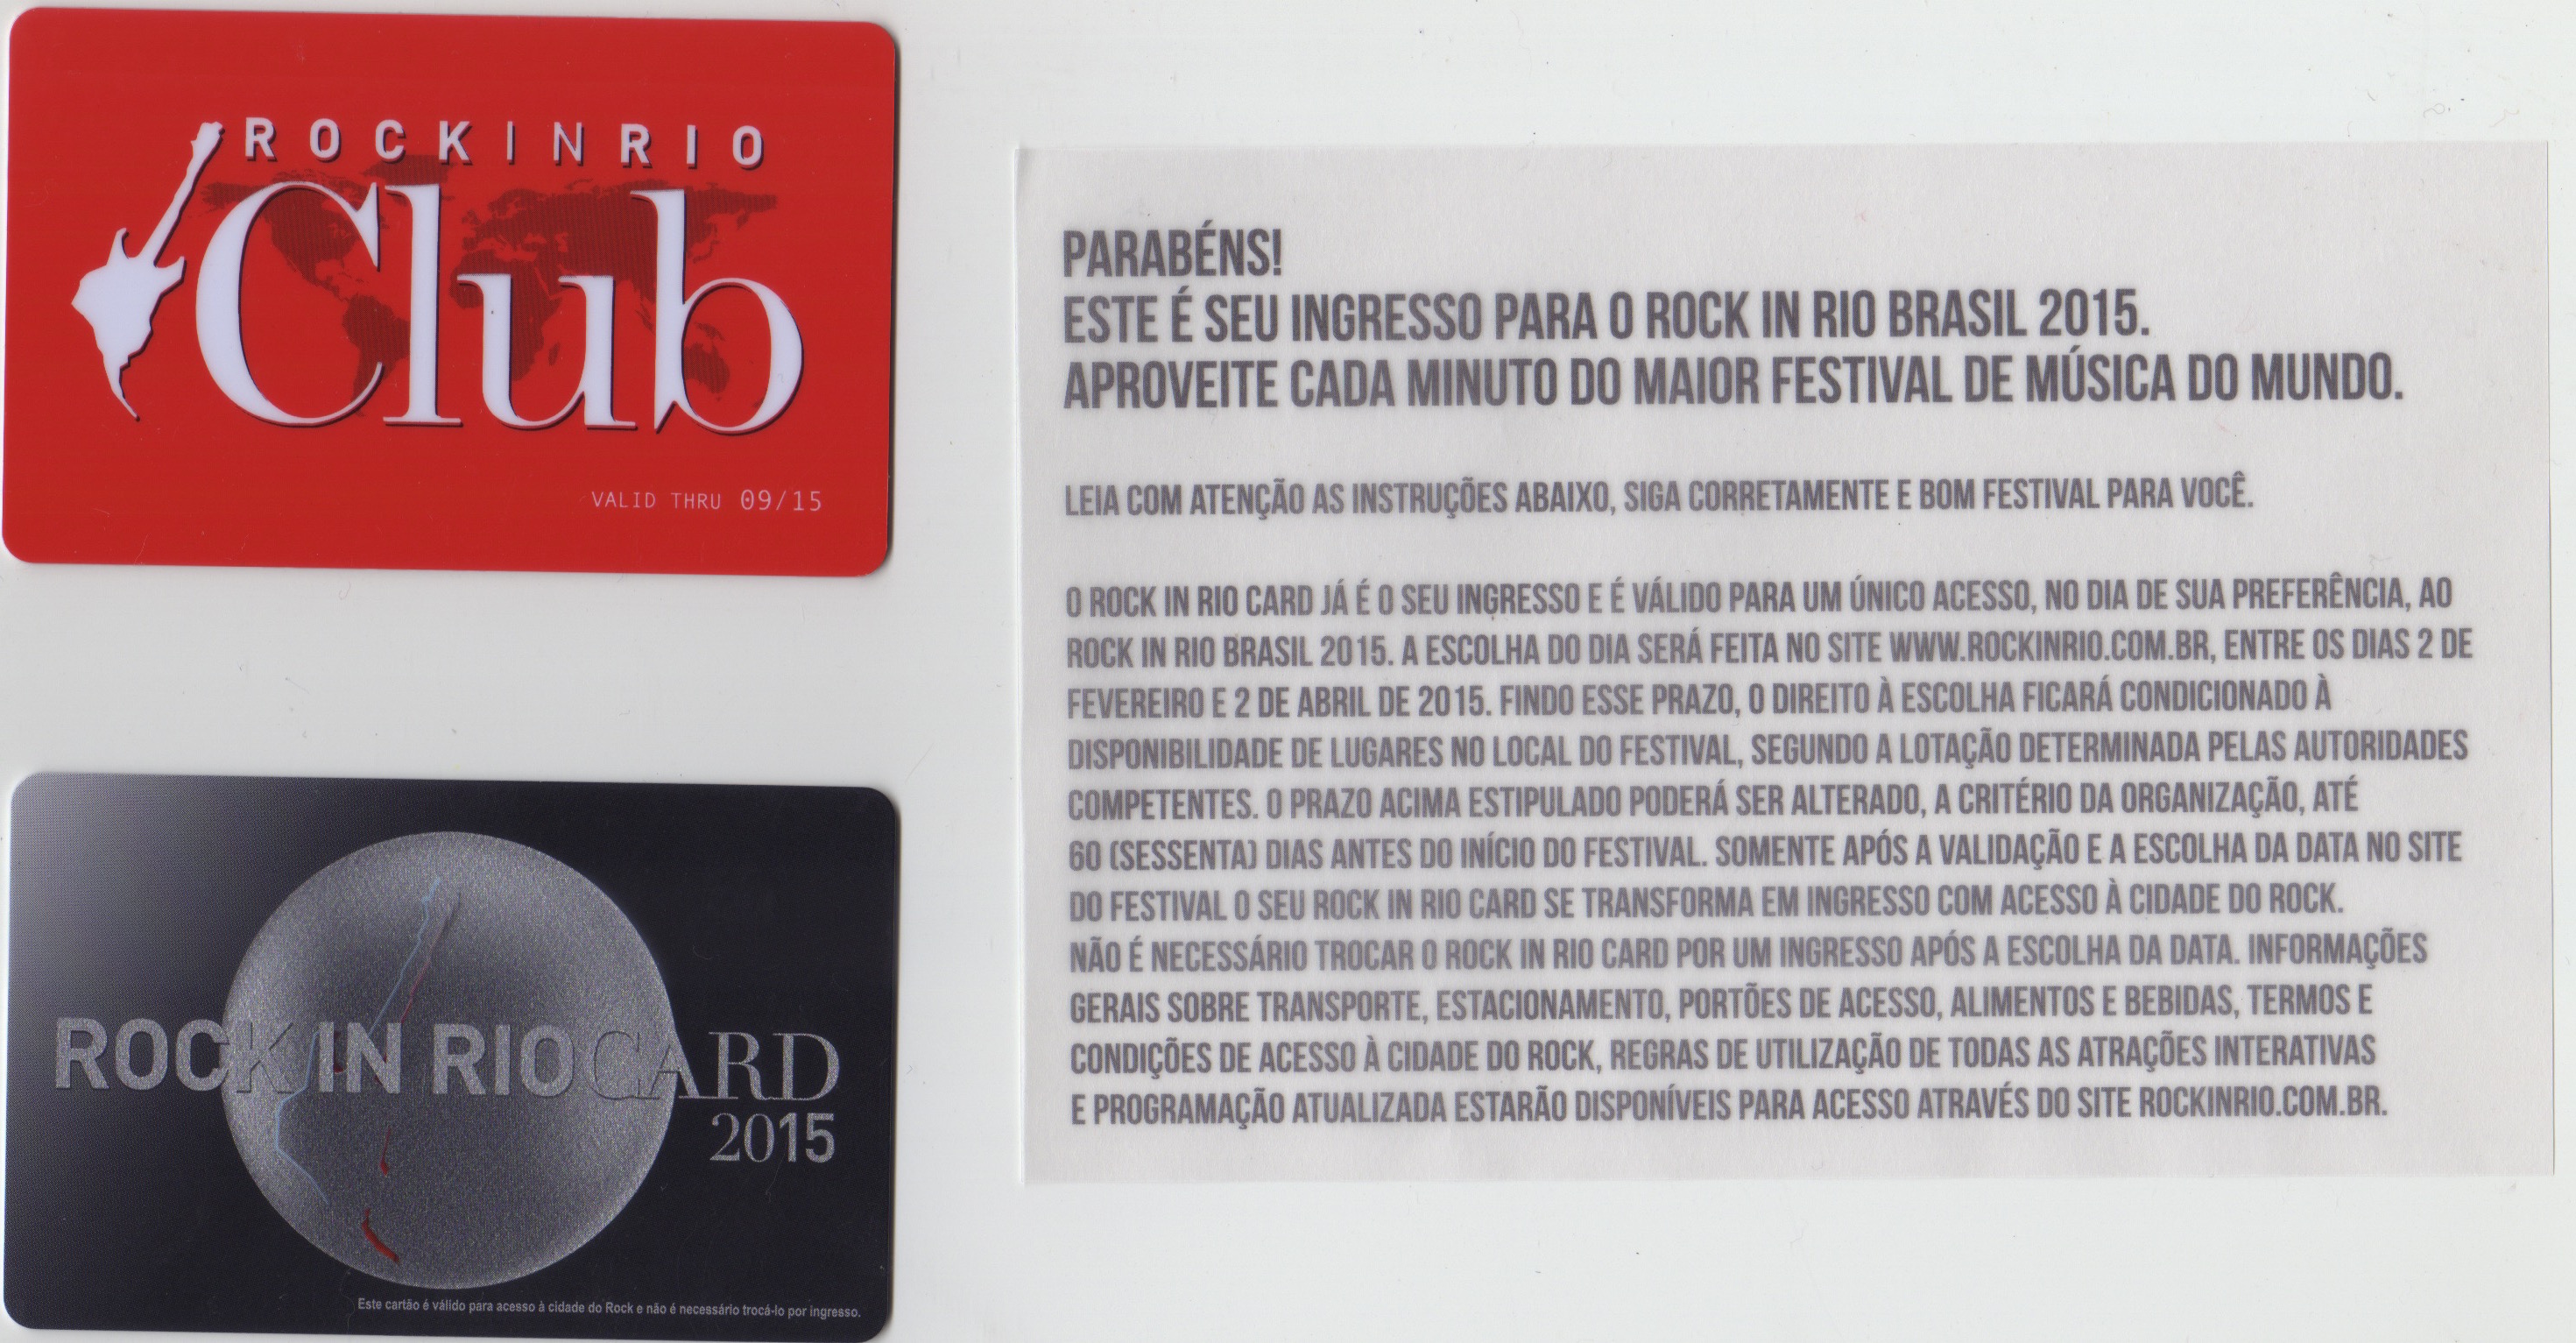 ROCKINRIO
Club
VALID THRU 09/15
ROCK IN RIOCARD
2015
Este cartão é válido para acesso à cidade do Rock e não é necessário trocá-lo por ingresso.
PARABÉNS!
ESTE É SEU INGRESSO PARA O ROCK IN RIO BRASIL 2015.
APROVEITE CADA MINUTO DO MAIOR FESTIVAL DE MÚSICA DO MUNDO.
LEIA COM ATENÇÃO AS INSTRUÇÕES ABAIXO, SIGA CORRETAMENTE E BOM FESTIVAL PARA VOCÊ.
O ROCK IN RIO CARD JÁ É O SEU INGRESSO E É VÁLIDO PARA UM ÚNICO ACESSO, NO DIA DE SUA PREFERÊNCIA, AO
ROCK IN RIO BRASIL 2015. A ESCOLHA DO DIA SERÁ FEITA NO SITE WWW.ROCKINRIO.COM.BR, ENTRE OS DIAS 2 DE
FEVEREIRO E 2 DE ABRIL DE 2015. FINDO ESSE PRAZO, O DIREITO À ESCOLHA FICARÁ CONDICIONADO À
DISPONIBILIDADE DE LUGARES NO LOCAL DO FESTIVAL, SEGUNDO A LOTAÇÃO DETERMINADA PELAS AUTORIDADES
COMPETENTES. O PRAZO ACIMA ESTIPULADO PODERÁ SER ALTERADO, A CRITÉRIO DA ORGANIZAÇÃO, ATÉ
60 (SESSENTA) DIAS ANTES DO INÍCIO DO FESTIVAL. SOMENTE APÓS A VALIDAÇÃO E A ESCOLHA DA DATA NO SITE
DO FESTIVAL O SEU ROCK IN RIO CARD SE TRANSFORMA EM INGRESSO COM ACESSO À CIDADE DO ROCK.
NÃO É NECESSÁRIO TROCAR O ROCK IN RIO CARD POR UM INGRESSO APÓS A ESCOLHA DA DATA. INFORMAÇÕES
GERAIS SOBRE TRANSPORTE, ESTACIONAMENTO, PORTÕES DE ACESSO, ALIMENTOS E BEBIDAS, TERMOS E
CONDIÇÕES DE ACESSO À CIDADE DO ROCK, REGRAS DE UTILIZAÇÃO DE TODAS AS ATRAÇÕES INTERATIVAS
E PROGRAMAÇÃO ATUALIZADA ESTARÃO DISPONÍVEIS PARA ACESSO ATRAVÉS DO SITE ROCKINRIO.COM.BR.